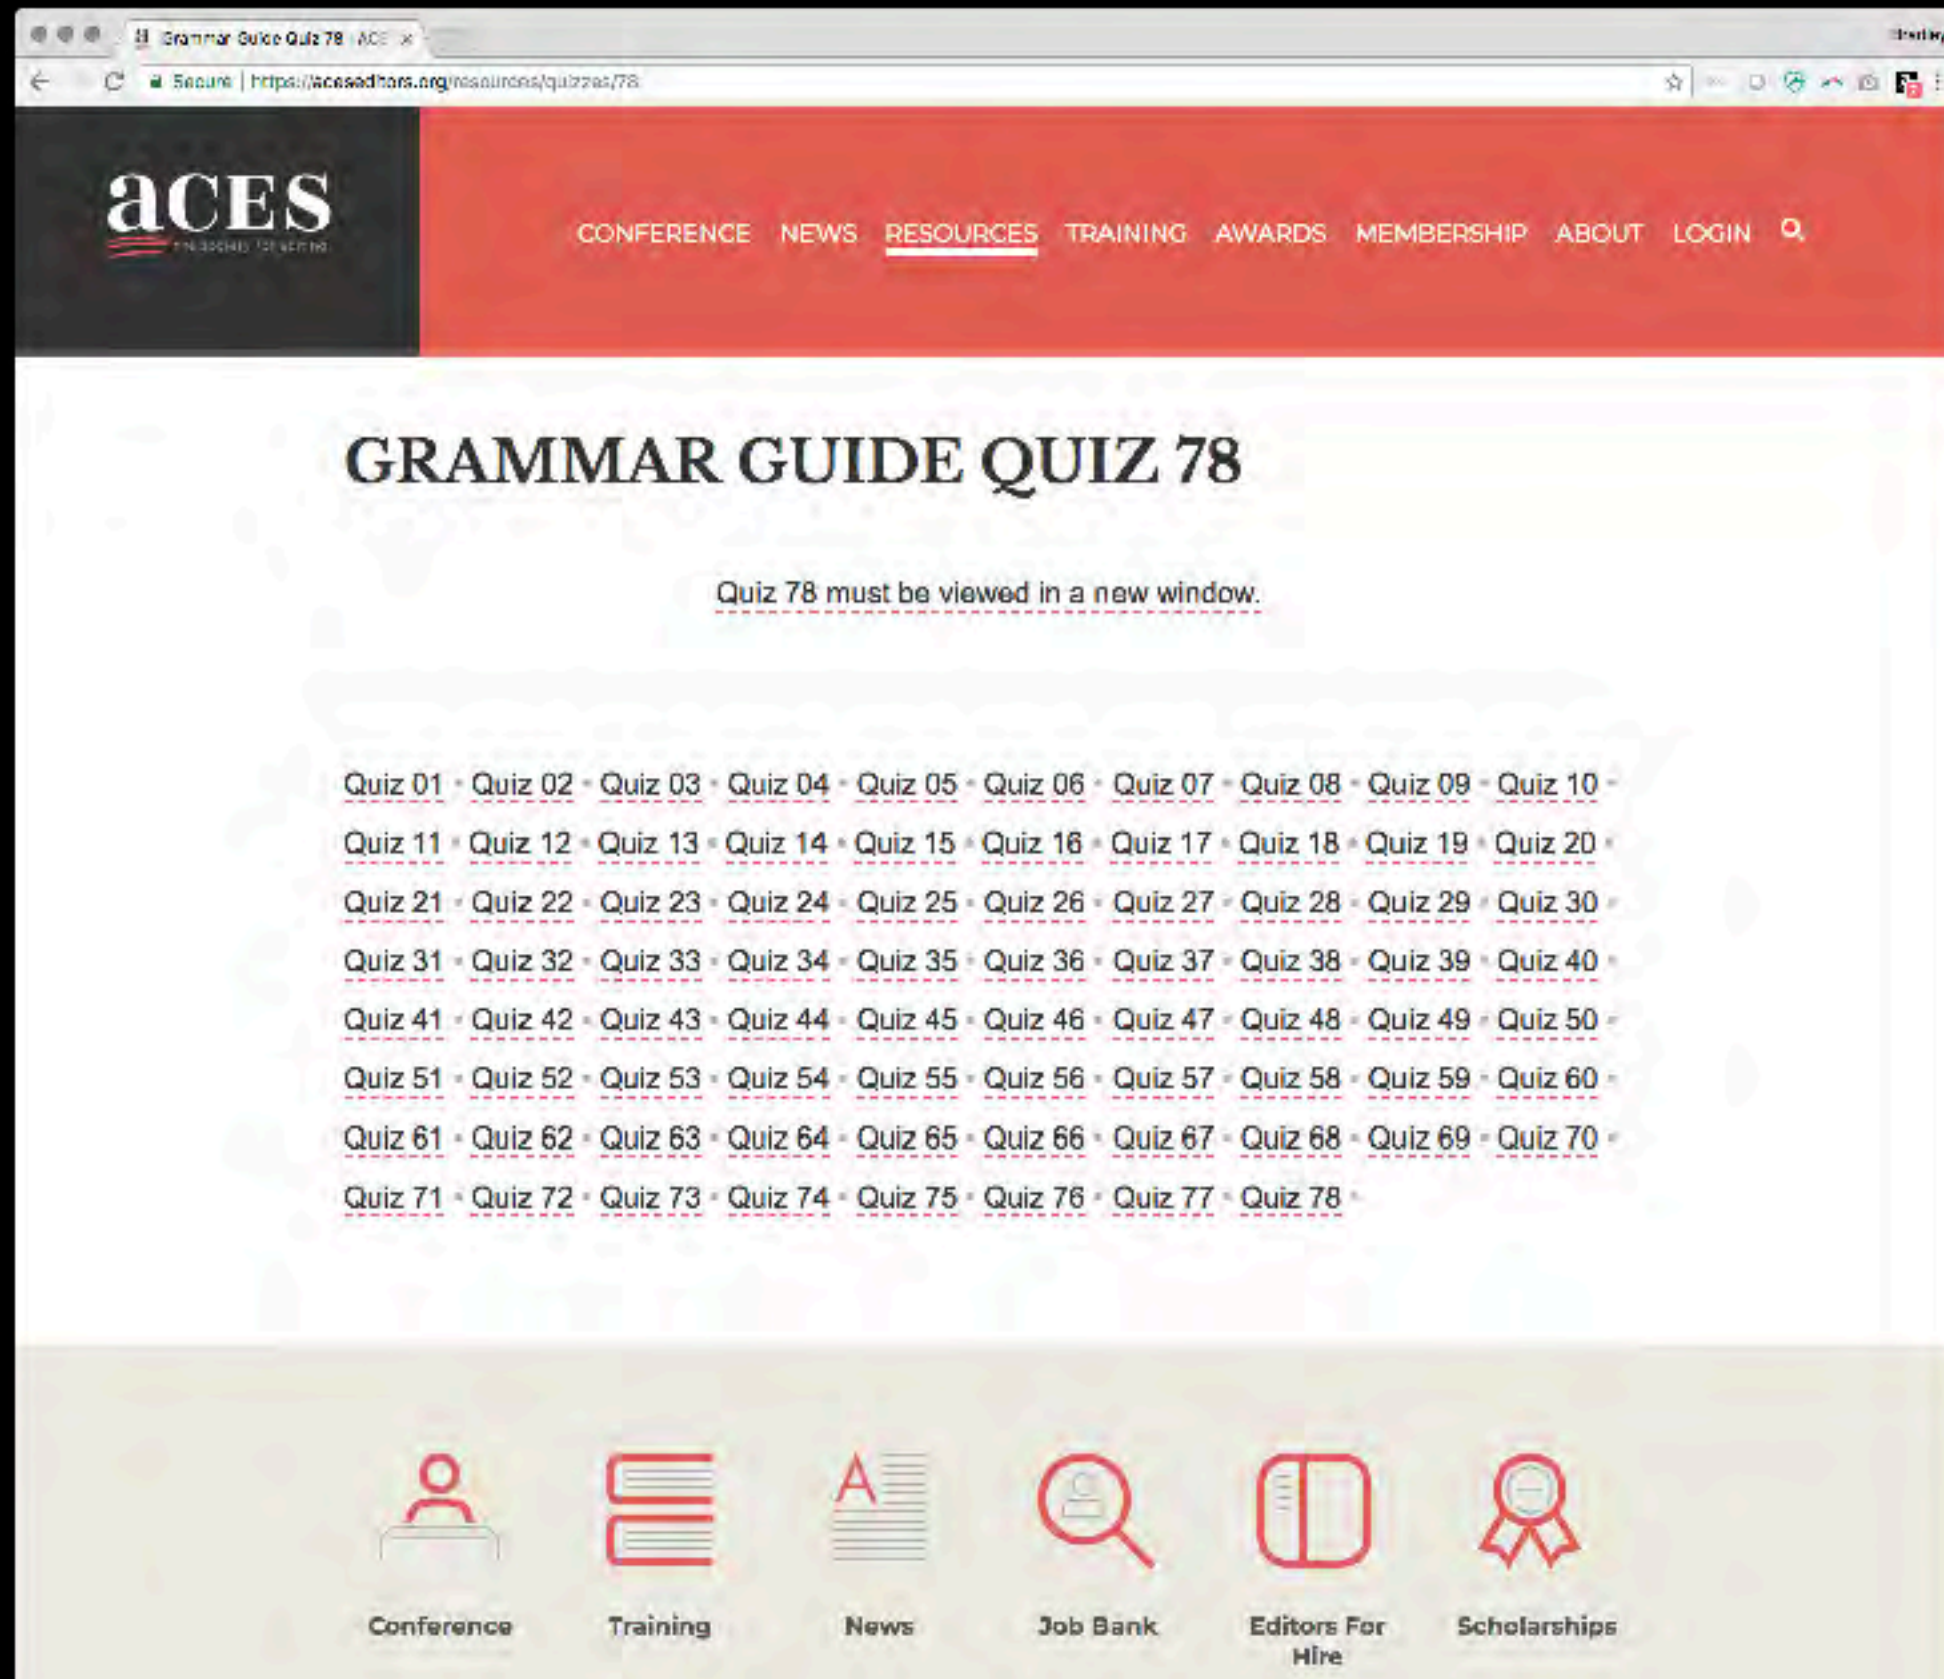 Grammar Guide Quiz 78 ACE
Secure | https://aceseditors.org/resources/quizzes/78
aCES
CONFERENCE NEWS RESOURCES TRAINING AWARDS MEMBERSHIP ABOUT LOGIN
GRAMMAR GUIDE QUIZ 78
Quiz 78 must be viewed in a new window.
Quiz 01 • Quiz 02 • Quiz 03 • Quiz 04 • Quiz 05 • Quiz 06 • Quiz 07 • Quiz 08 • Quiz 09 • Quiz 10 •
Quiz 11 • Quiz 12 • Quiz 13 • Quiz 14 • Quiz 15 • Quiz 16 • Quiz 17 • Quiz 18 • Quiz 19 • Quiz 20 •
Quiz 21 • Quiz 22 • Quiz 23 • Quiz 24 • Quiz 25 • Quiz 26 • Quiz 27 • Quiz 28 • Quiz 29 • Quiz 30 •
Quiz 31 • Quiz 32 • Quiz 33 • Quiz 34 • Quiz 35 • Quiz 36 • Quiz 37 • Quiz 38 • Quiz 39 • Quiz 40 •
Quiz 41 • Quiz 42 • Quiz 43 • Quiz 44 • Quiz 45 • Quiz 46 • Quiz 47 • Quiz 48 • Quiz 49 • Quiz 50 •
Quiz 51 • Quiz 52 • Quiz 53 • Quiz 54 • Quiz 55 • Quiz 56 • Quiz 57 • Quiz 58 • Quiz 59 • Quiz 60 •
Quiz 61 • Quiz 62 • Quiz 63 • Quiz 64 • Quiz 65 • Quiz 66 • Quiz 67 • Quiz 68 • Quiz 69 • Quiz 70 •
Quiz 71 • Quiz 72 • Quiz 73 • Quiz 74 • Quiz 75 • Quiz 76 • Quiz 77 • Quiz 78 •
A
Conference Training News Job Bank Editors For Scholarships
Hire